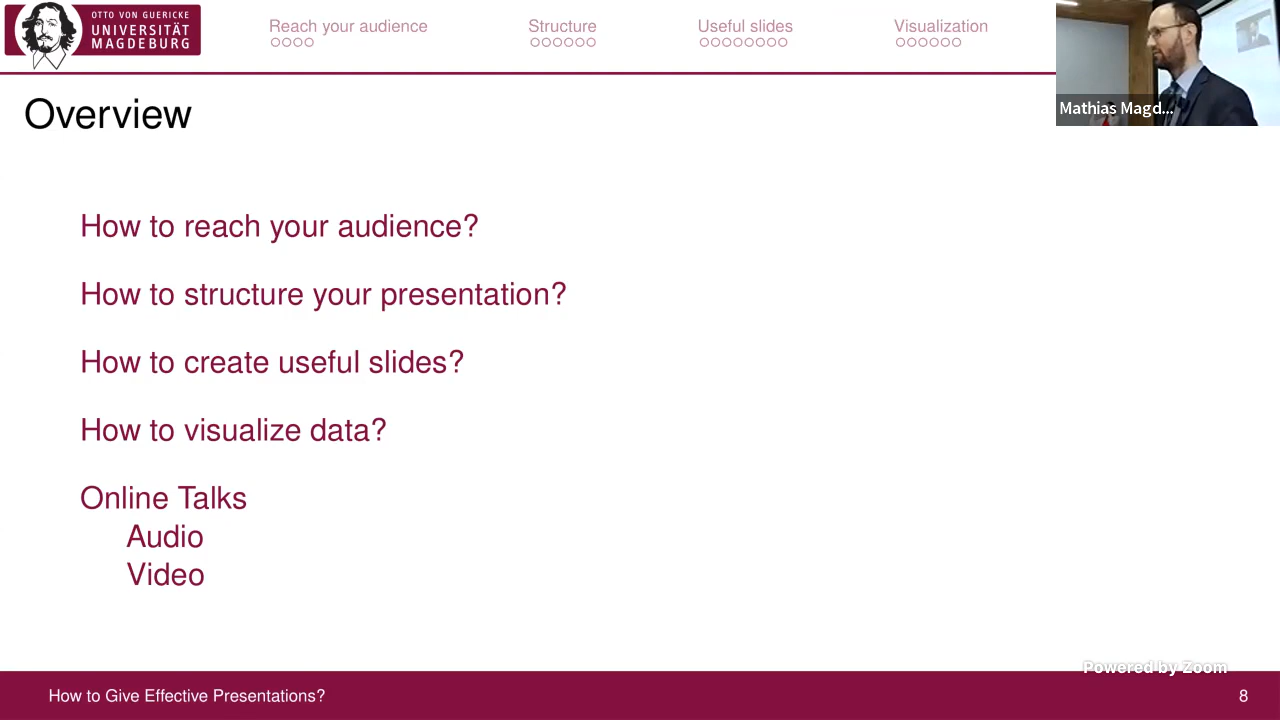 OTTO VON GUERICKE
UNIVERSITÄT
MAGDEBURG
Reach your audience
Structure
Useful slides
Visualization
Mathias Magd...
Overview
How to reach your audience?
How to structure your presentation?
How to create useful slides?
How to visualize data?
Online Talks
Audio
Video
Powered by Zoom
How to Give Effective Presentations?
8